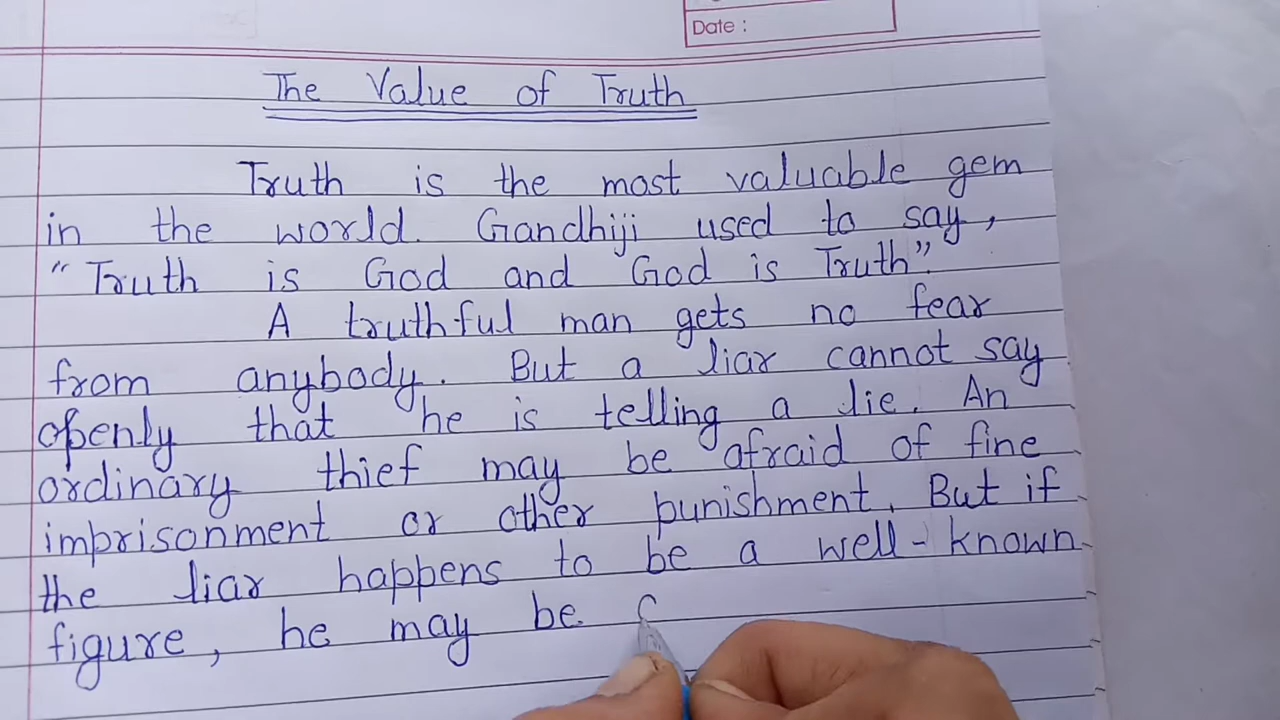 Date :
The Value of Truth
Truth is the most valuable gem
in the world. Gandhiji used to say,
"Truth is God and God is Truth".
A truthful man gets no fear
from anybody. But a liar cannot say
openly that he is telling a lie. An
ordinary thief may be afraid of fine
imprisonment or other punishment. But if
the liar happens to be a well-known
figure, he may be